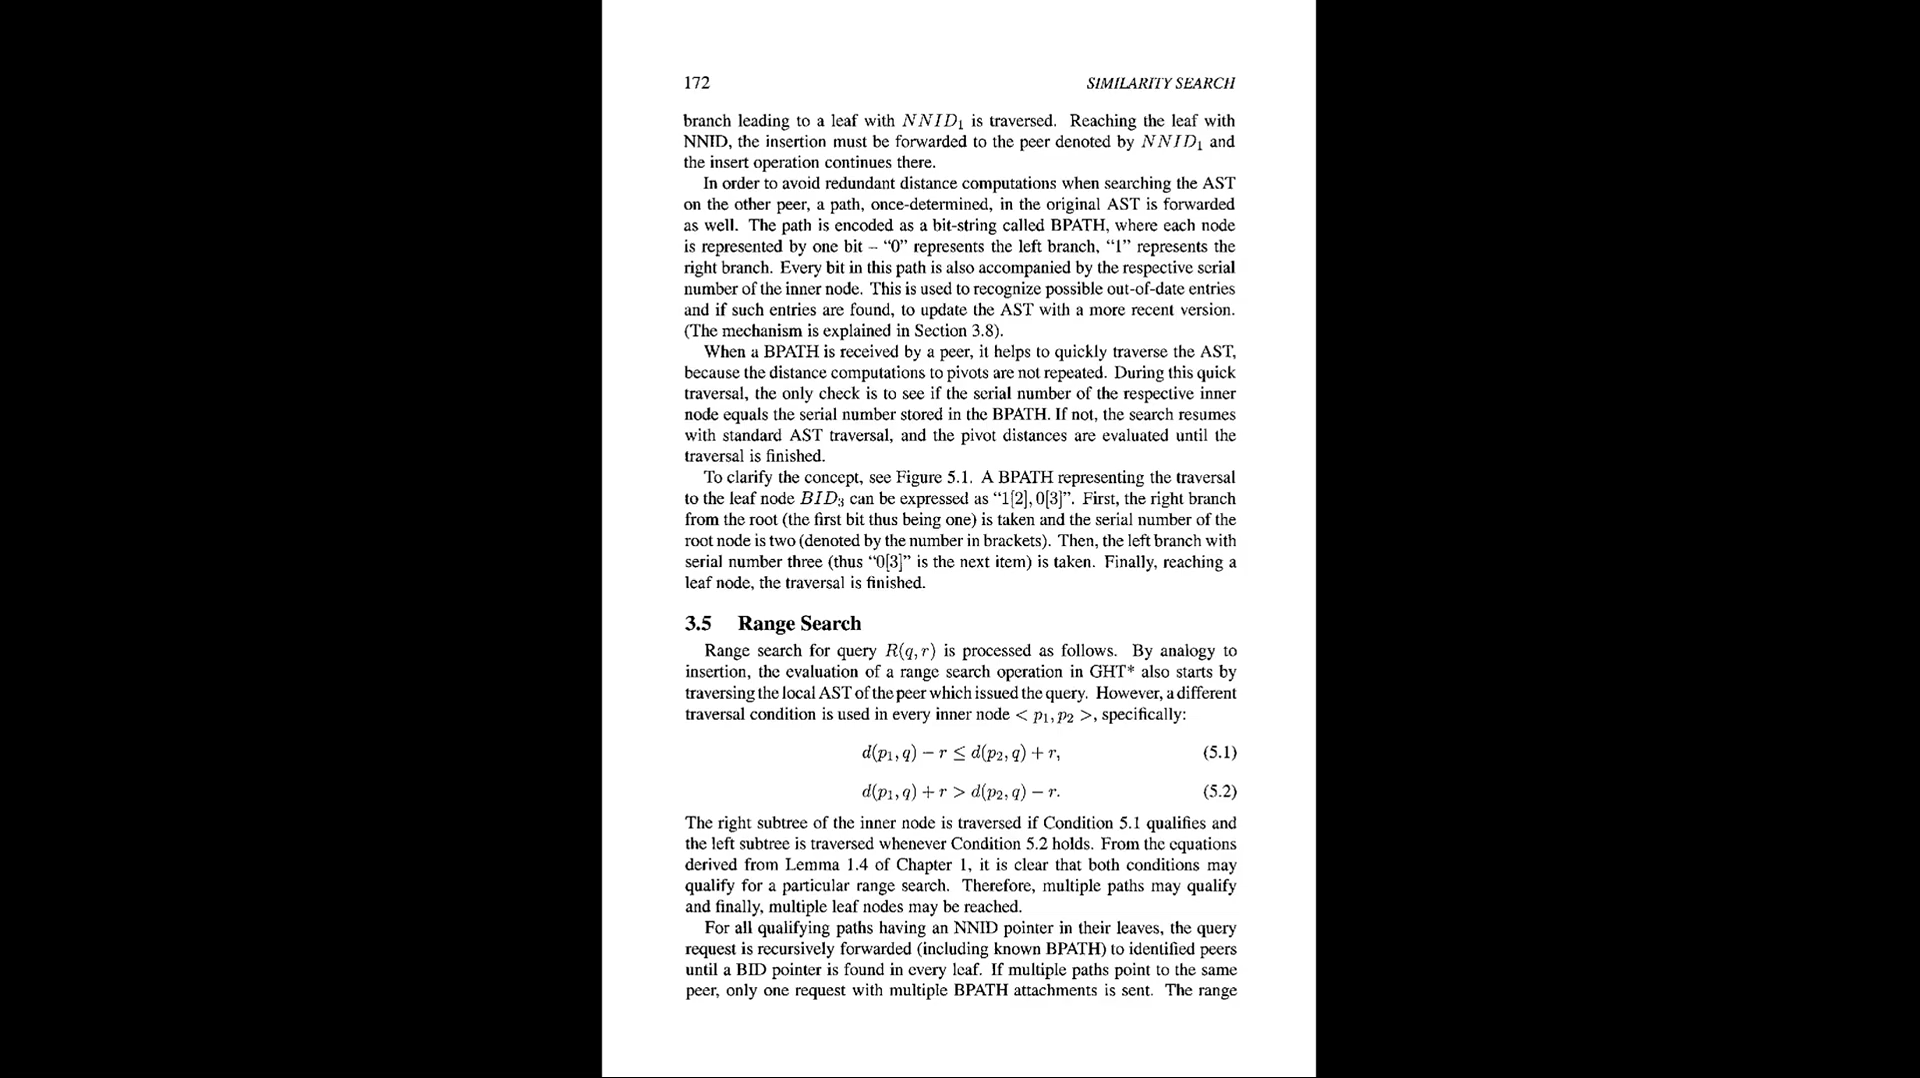 172 SIMILARITY SEARCH
branch leading to a leaf with NNID₁ is traversed. Reaching the leaf with
NNID, the insertion must be forwarded to the peer denoted by NNID₁ and
the insert operation continues there.
In order to avoid redundant distance computations when searching the AST
on the other peer, a path, once-determined, in the original AST is forwarded
as well. The path is encoded as a bit-string called BPATH, where each node
is represented by one bit – “0” represents the left branch, “1” represents the
right branch. Every bit in this path is also accompanied by the respective serial
number of the inner node. This is used to recognize possible out-of-date entries
and if such entries are found, to update the AST with a more recent version.
(The mechanism is explained in Section 3.8).
When a BPATH is received by a peer, it helps to quickly traverse the AST,
because the distance computations to pivots are not repeated. During this quick
traversal, the only check is to see if the serial number of the respective inner
node equals the serial number stored in the BPATH. If not, the search resumes
with standard AST traversal, and the pivot distances are evaluated until the
traversal is finished.
To clarify the concept, see Figure 5.1. A BPATH representing the traversal
to the leaf node BID₃ can be expressed as “1[2], 0[3]”. First, the right branch
from the root (the first bit thus being one) is taken and the serial number of the
root node is two (denoted by the number in brackets). Then, the left branch with
serial number three (thus “0[3]” is the next item) is taken. Finally, reaching a
leaf node, the traversal is finished.
3.5 Range Search
Range search for query R(q, r) is processed as follows. By analogy to
insertion, the evaluation of a range search operation in GHT* also starts by
traversing the local AST of the peer which issued the query. However, a different
traversal condition is used in every inner node < p₁, p₂ >, specifically:
d(p₁, q) − r ≤ d(p₂, q) + r, (5.1)
d(p₁, q) + r > d(p₂, q) − r. (5.2)
The right subtree of the inner node is traversed if Condition 5.1 qualifies and
the left subtree is traversed whenever Condition 5.2 holds. From the equations
derived from Lemma 1.4 of Chapter 1, it is clear that both conditions may
qualify for a particular range search. Therefore, multiple paths may qualify
and finally, multiple leaf nodes may be reached.
For all qualifying paths having an NNID pointer in their leaves, the query
request is recursively forwarded (including known BPATH) to identified peers
until a BID pointer is found in every leaf. If multiple paths point to the same
peer, only one request with multiple BPATH attachments is sent. The range